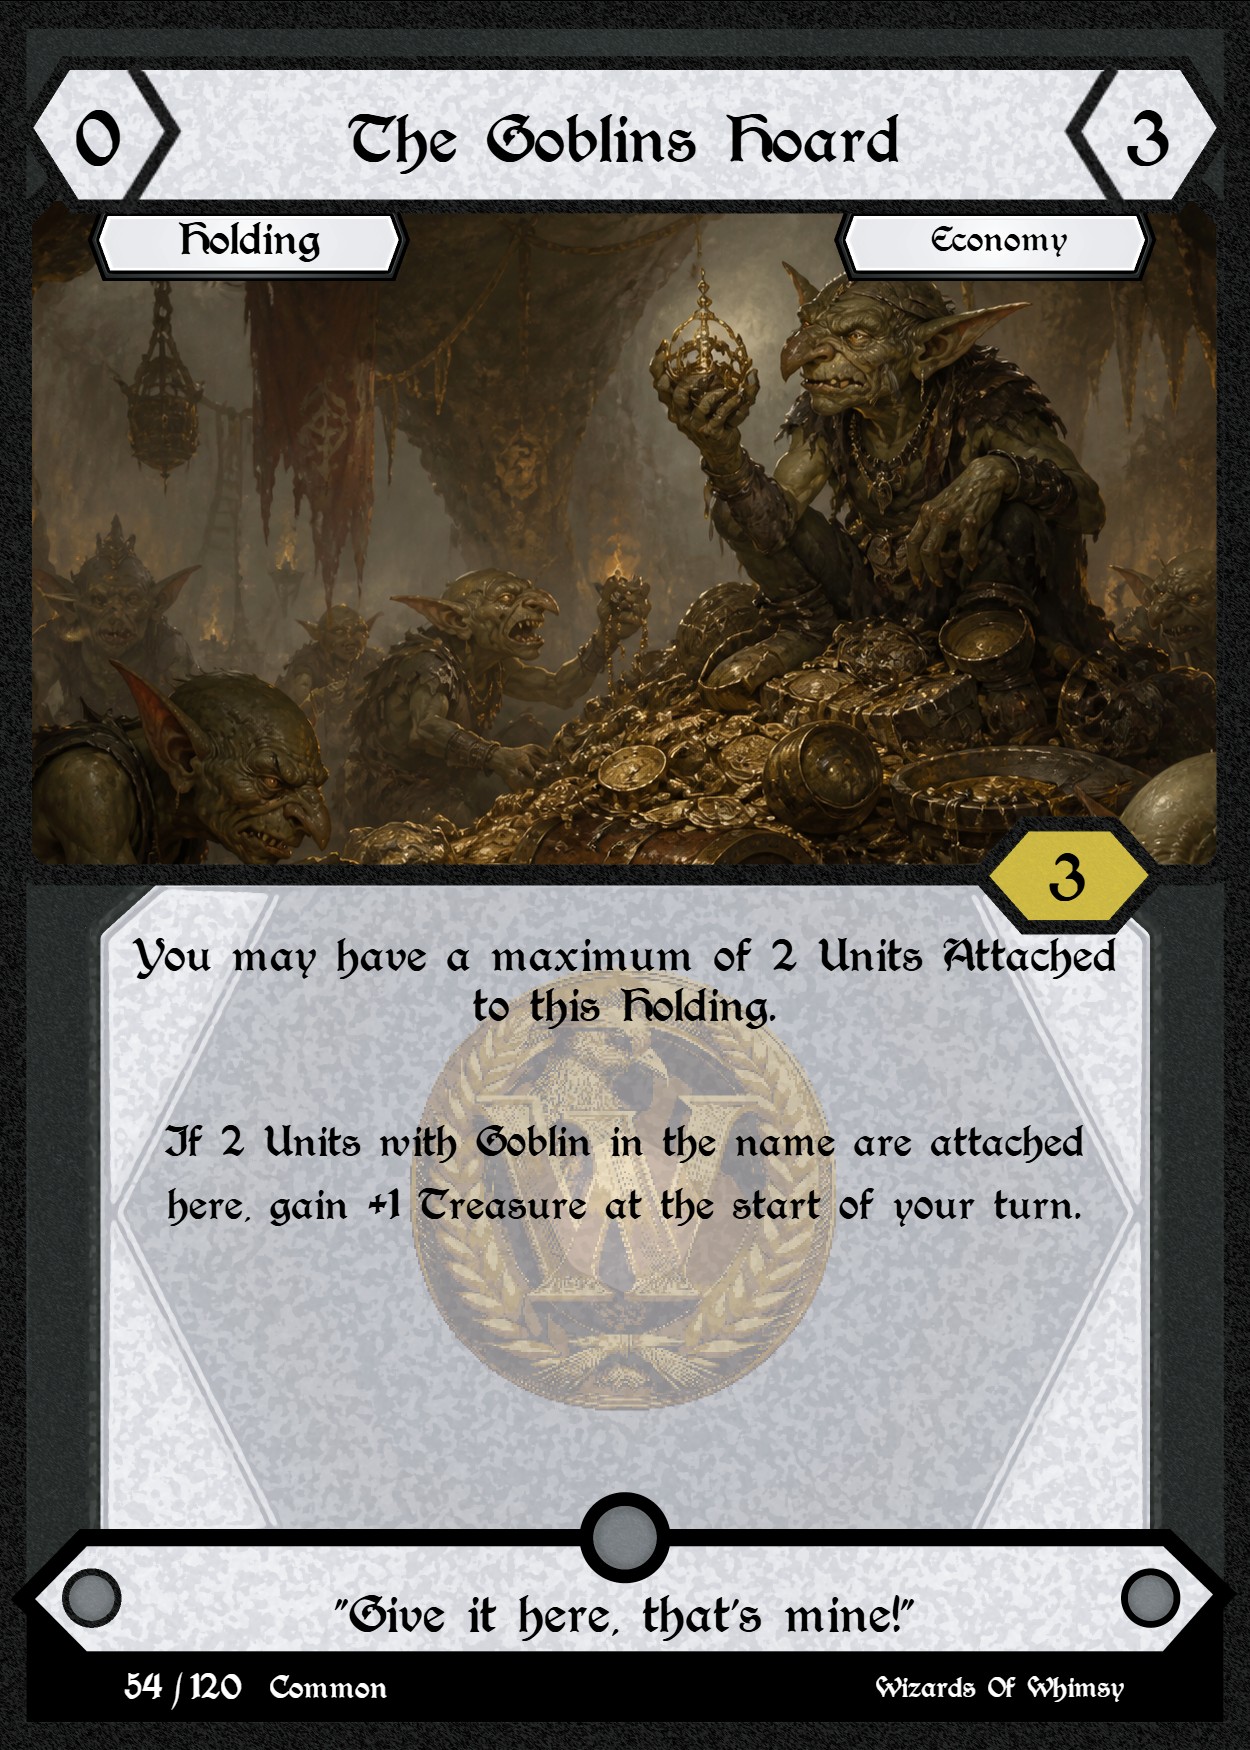 0 The Goblins Hoard 3
Holding Economy
3
You may have a maximum of 2 Units Attached
to this Holding.
If 2 Units with Goblin in the name are attached
here, gain +1 Treasure at the start of your turn.
W
"Give it here, that's mine!"
54 / 120 Common Wizards Of Whimsy